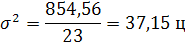 σ² = 854,56 / 23 = 37,15 ц